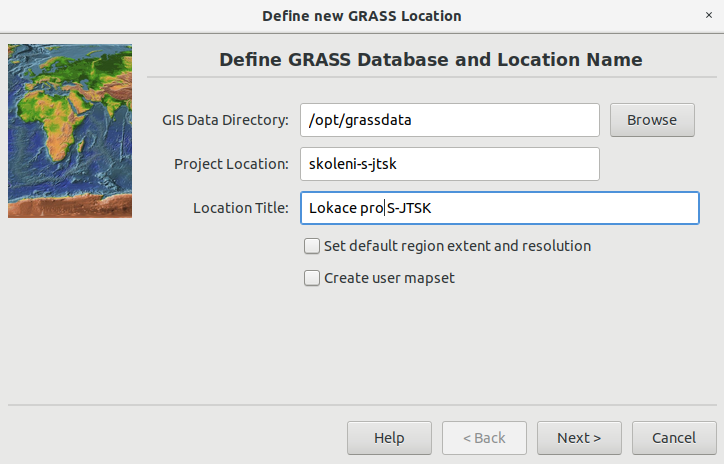 Define new GRASS Location
×
Define GRASS Database and Location Name
GIS Data Directory: /opt/grassdata Browse
Project Location: skoleni-s-jtsk
Location Title: Lokace pro S-JTSK
Set default region extent and resolution
Create user mapset
Help < Back Next > Cancel